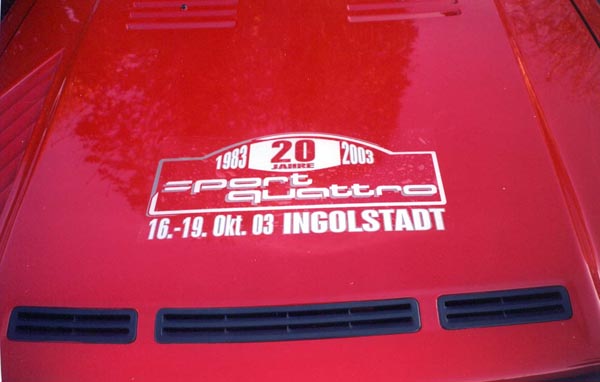 1983 20 2003
JAHRE
sport
quattro
16.-19. Okt. 03 INGOLSTADT